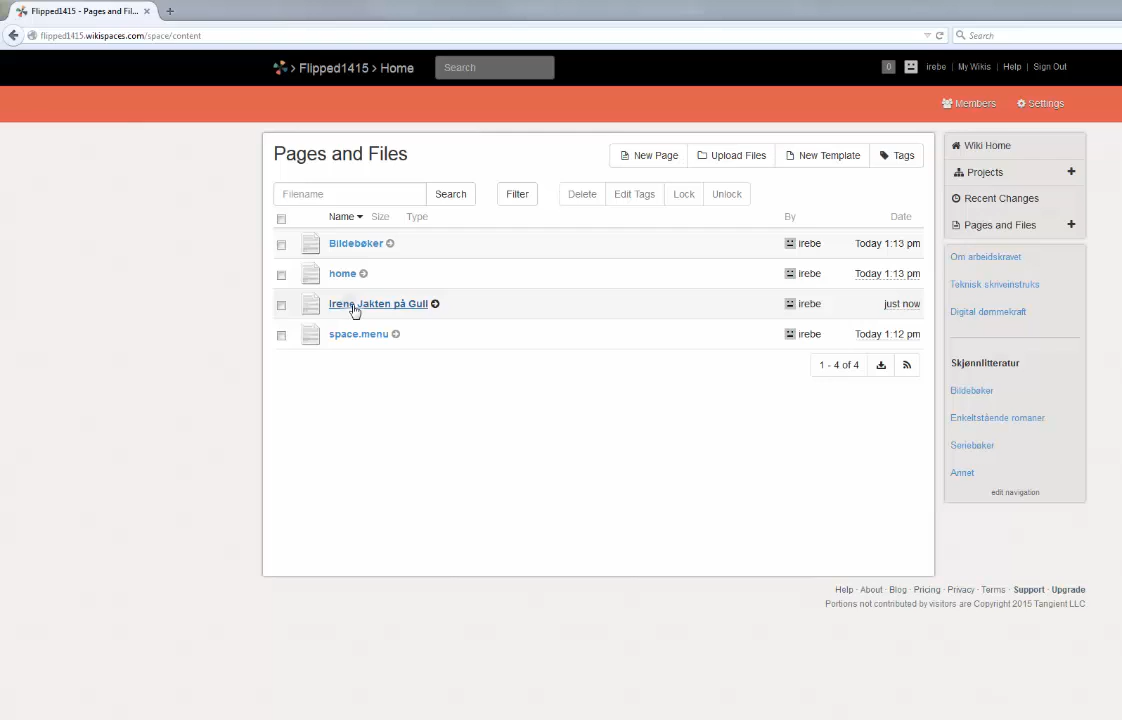 Flipped1415 - Pages and Fil... × +
flipped1415.wikispaces.com/space/content
Search
› Flipped1415 › Home
Search
0 irebe | My Wikis | Help | Sign Out
Members Settings
Pages and Files
New Page Upload Files New Template Tags
Filename Search Filter Delete Edit Tags Lock Unlock
Name Size Type By Date
Bildebøker irebe Today 1:13 pm
home irebe Today 1:13 pm
Irene Jakten på Gull irebe just now
space.menu irebe Today 1:12 pm
1 - 4 of 4
Wiki Home
Projects +
Recent Changes
Pages and Files +
Om arbeidskravet
Teknisk skriveinstruks
Digital dømmekraft
Skjønnlitteratur
Bildebøker
Enkeltstående romaner
Seriebøker
Annet
edit navigation
Help · About · Blog · Pricing · Privacy · Terms · Support · Upgrade
Portions not contributed by visitors are Copyright 2015 Tangient LLC